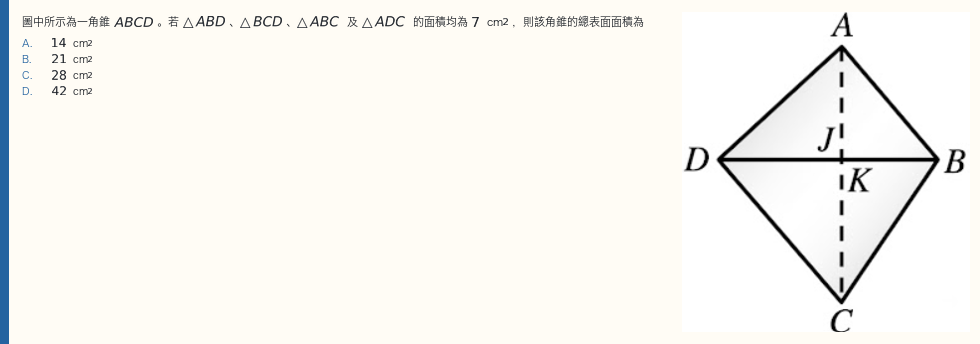 圖中所示為一角錐 ABCD 。若 △ABD 、△BCD 、△ABC 及 △ADC 的面積均為 7 cm2 ﹐ 則該角錐的總表面面積為
A. 14 cm2
B. 21 cm2
C. 28 cm2
D. 42 cm2
A
J
D
B
K
C